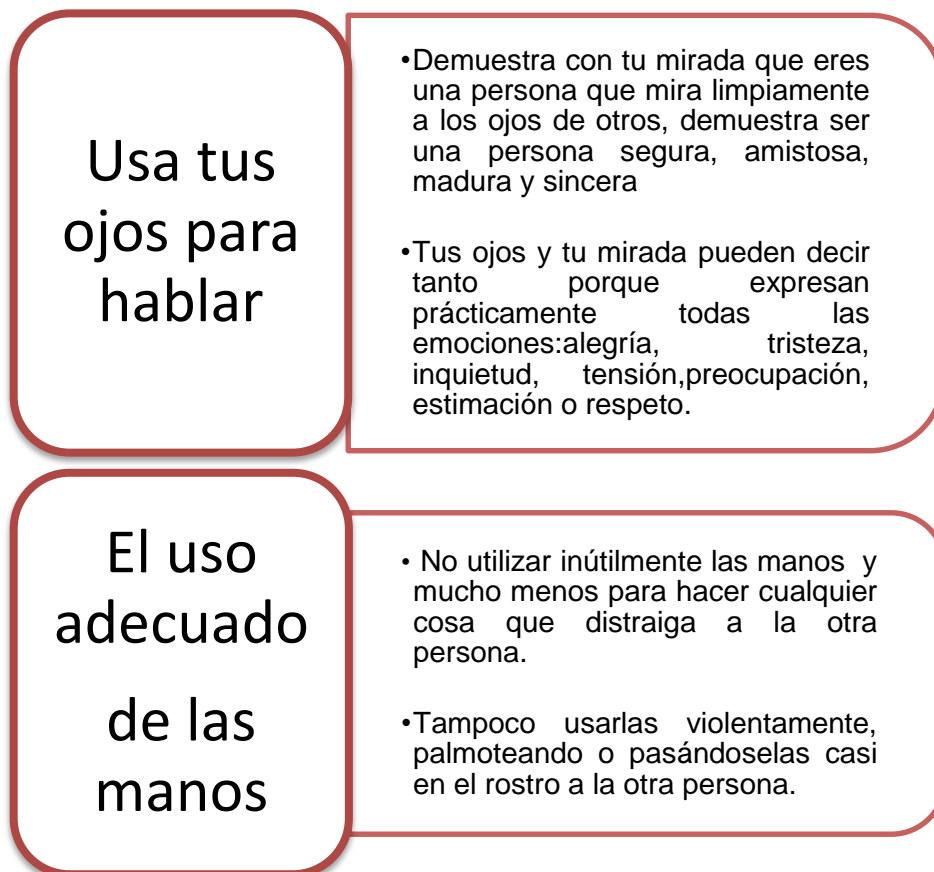 Usa tus
ojos para
hablar
•Demuestra con tu mirada que eres
una persona que mira limpiamente
a los ojos de otros, demuestra ser
una persona segura, amistosa,
madura y sincera
•Tus ojos y tu mirada pueden decir
tanto porque expresan
prácticamente todas las
emociones:alegría, tristeza,
inquietud, tensión,preocupación,
estimación o respeto.
El uso
adecuado
de las
manos
• No utilizar inútilmente las manos y
mucho menos para hacer cualquier
cosa que distraiga a la otra
persona.
•Tampoco usarlas violentamente,
palmoteando o pasándoselas casi
en el rostro a la otra persona.